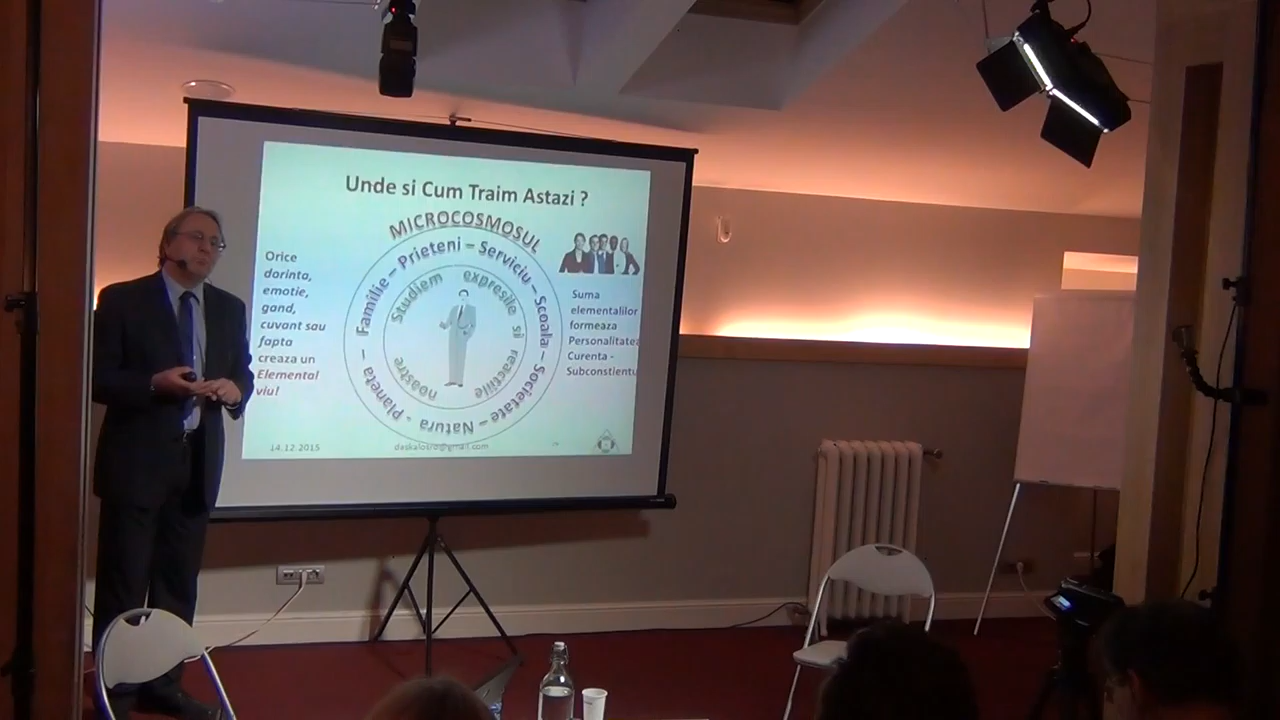 Unde si Cum Traim Astazi ?
MICROCOSMOSUL
Familie – Prieteni – Serviciu – Scoala – Societate – Natura - Planeta –
Studiem expresiile si reactiile noastre
Orice
dorinta,
emotie,
gand,
cuvant sau
fapta
creaza un
Elemental
viu!
Suma
elementalilor
formeaza
Personalitatea
Curenta -
14.12.2015
daskalosro@gmail.com